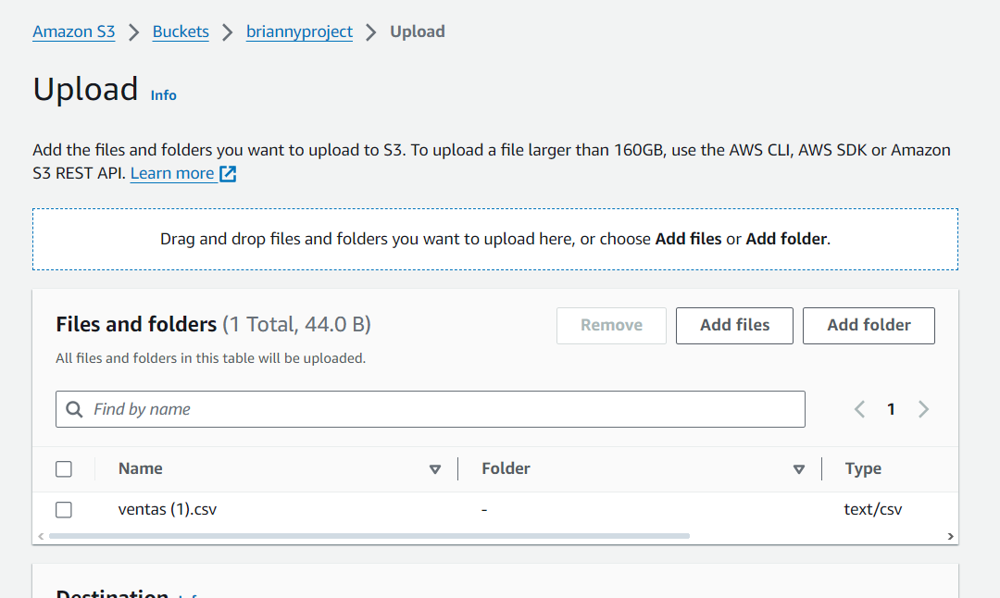 Amazon S3 > Buckets > briannyproject > Upload
Upload Info
Add the files and folders you want to upload to S3. To upload a file larger than 160GB, use the AWS CLI, AWS SDK or Amazon
S3 REST API. Learn more
Drag and drop files and folders you want to upload here, or choose Add files or Add folder.
Files and folders (1 Total, 44.0 B)
Remove Add files Add folder
All files and folders in this table will be uploaded.
Find by name
1
Name Folder Type
ventas (1).csv - text/csv
Destination Info